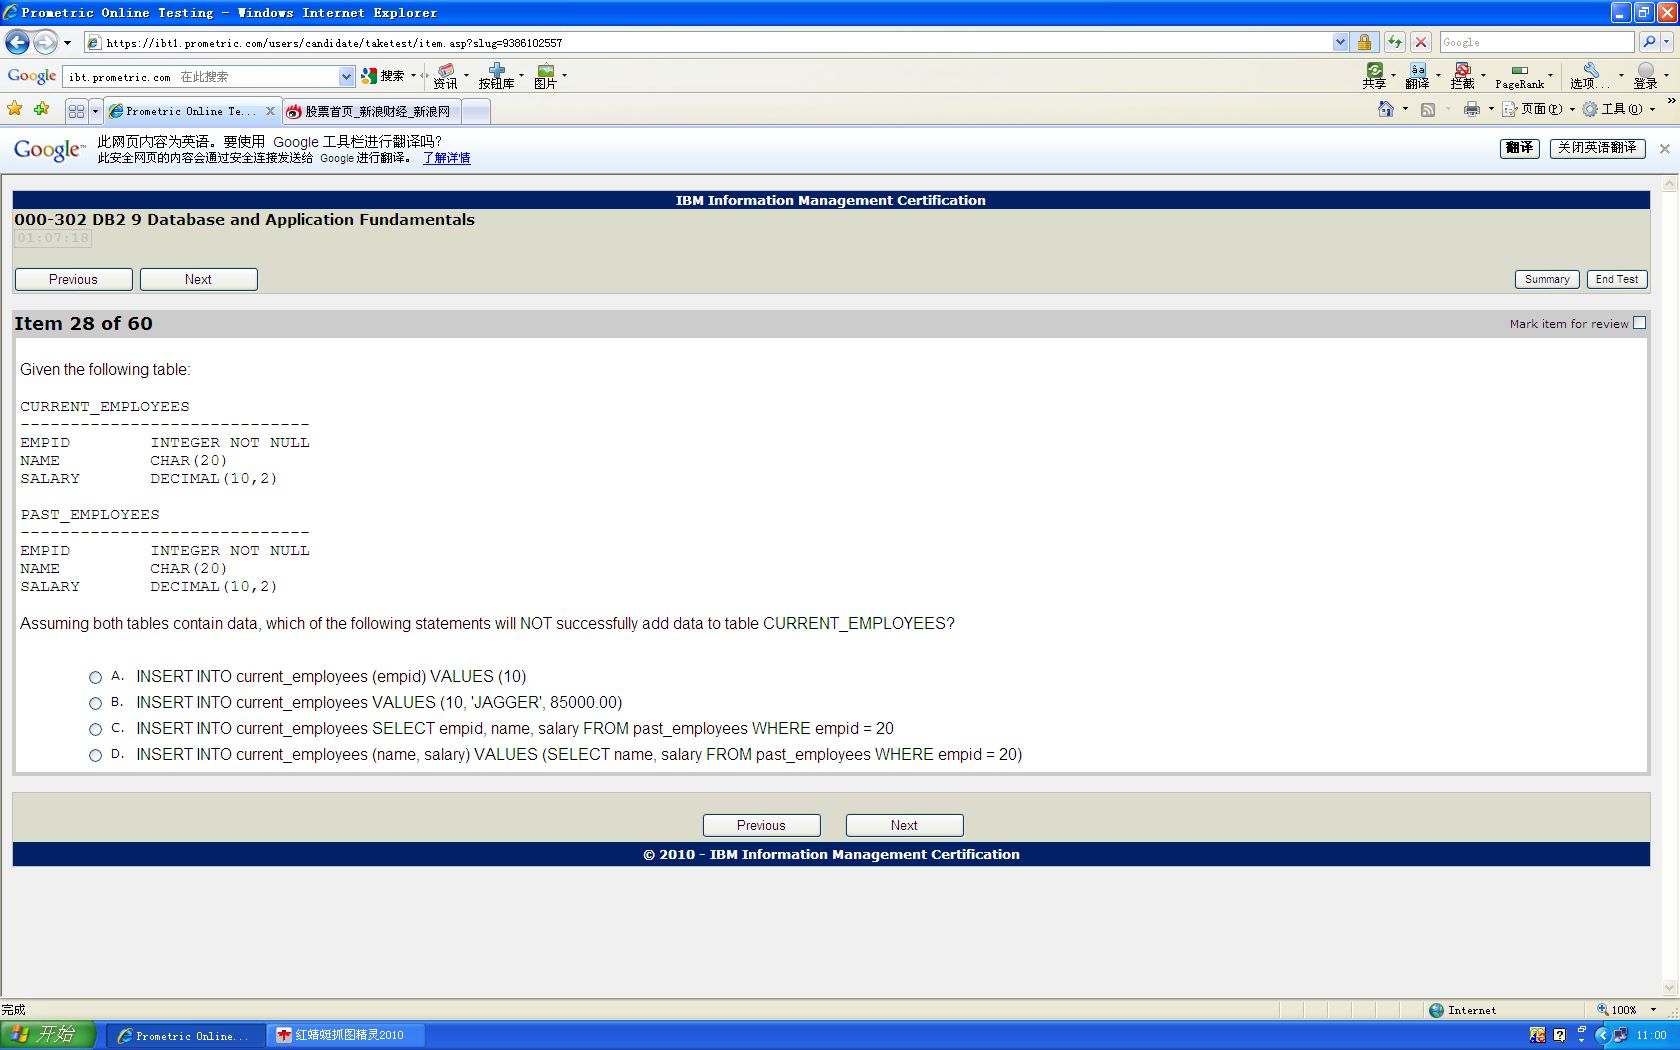 Prometric Online Testing - Windows Internet Explorer
https://ibt1.prometric.com/users/candidate/taketest/item.asp?slug=9386102557
Google
Google
ibt.prometric.com 在此搜索
搜索
资讯
按钮库
图片
共享
翻译
拦截
PageRank
选项...
登录
Prometric Online Te...
股票首页_新浪财经_新浪网
页面(P)
工具(O)
Google™
此网页内容为英语。要使用 Google 工具栏进行翻译吗?
此安全网页的内容会通过安全连接发送给 Google 进行翻译。 了解详情
翻译
关闭英语翻译
IBM Information Management Certification
000-302 DB2 9 Database and Application Fundamentals
01:07:18
Previous
Next
Summary
End Test
Item 28 of 60
Mark item for review
Given the following table:
CURRENT_EMPLOYEES
-----------------------------
EMPID INTEGER NOT NULL
NAME CHAR(20)
SALARY DECIMAL(10,2)
PAST_EMPLOYEES
-----------------------------
EMPID INTEGER NOT NULL
NAME CHAR(20)
SALARY DECIMAL(10,2)
Assuming both tables contain data, which of the following statements will NOT successfully add data to table CURRENT_EMPLOYEES?
A. INSERT INTO current_employees (empid) VALUES (10)
B. INSERT INTO current_employees VALUES (10, 'JAGGER', 85000.00)
C. INSERT INTO current_employees SELECT empid, name, salary FROM past_employees WHERE empid = 20
D. INSERT INTO current_employees (name, salary) VALUES (SELECT name, salary FROM past_employees WHERE empid = 20)
Previous
Next
© 2010 - IBM Information Management Certification
完成
Internet
100%
开始
Prometric Online...
红蜻蜓抓图精灵2010
11:00